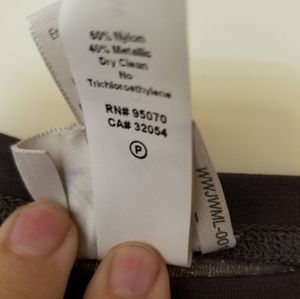 60% Nylon
40% Metallic
Dry Clean
No
Trichloroethylene
RN# 95070
CA# 32054
P